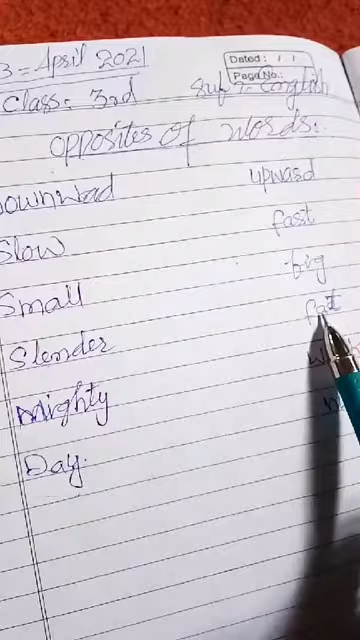 3 = April 2021
Dated: / /
Page No.:
Class: 3rd Sub :- English
Opposites of words:
Downward upward
Slow fast
Small big
Slender fat
Mighty
Day